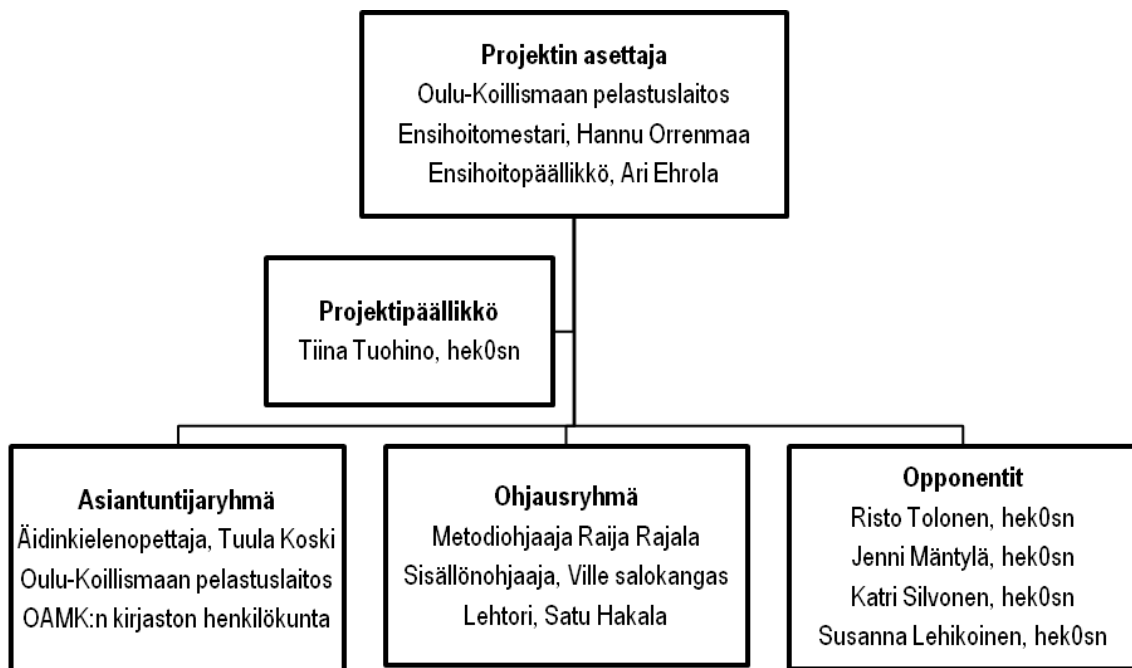 Projektin asettaja
Oulu-Koillismaan pelastuslaitos
Ensihoitomestari, Hannu Orrenmaa
Ensihoitopäällikkö, Ari Ehrola
Projektipäällikkö
Tiina Tuohino, hek0sn
Asiantuntijaryhmä
Äidinkielenopettaja, Tuula Koski
Oulu-Koillismaan pelastuslaitos
OAMK:n kirjaston henkilökunta
Ohjausryhmä
Metodiohjaaja Raija Rajala
Sisällönohjaaja, Ville salokangas
Lehtori, Satu Hakala
Opponentit
Risto Tolonen, hek0sn
Jenni Mäntylä, hek0sn
Katri Silvonen, hek0sn
Susanna Lehikoinen, hek0sn